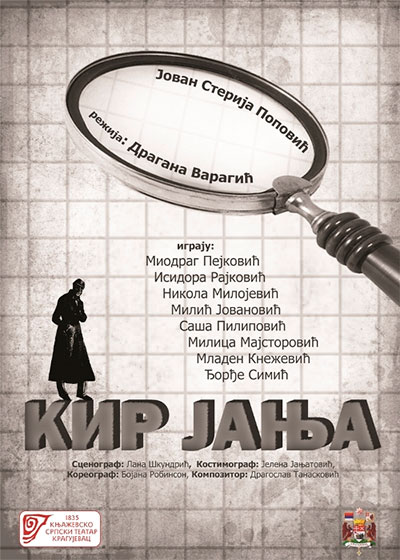 Јован Стерија Поповић
режија: Драгана Варагић
играју:
Миодраг Пејковић
Исидора Рајковић
Никола Милојевић
Милић Јовановић
Саша Пилиповић
Милица Мајсторовић
Младен Кнежевић
Ђорђе Симић
КИР ЈАЊА
Сценограф: Лана Шкундрић, Костимограф: Јелена Јањатовић,
Кореограф: Бојана Робинсон, Композитор: Драгослав Танасковић
1835
КЊАЖЕВСКО
СРПСКИ ТЕАТАР
КРАГУЈЕВАЦ